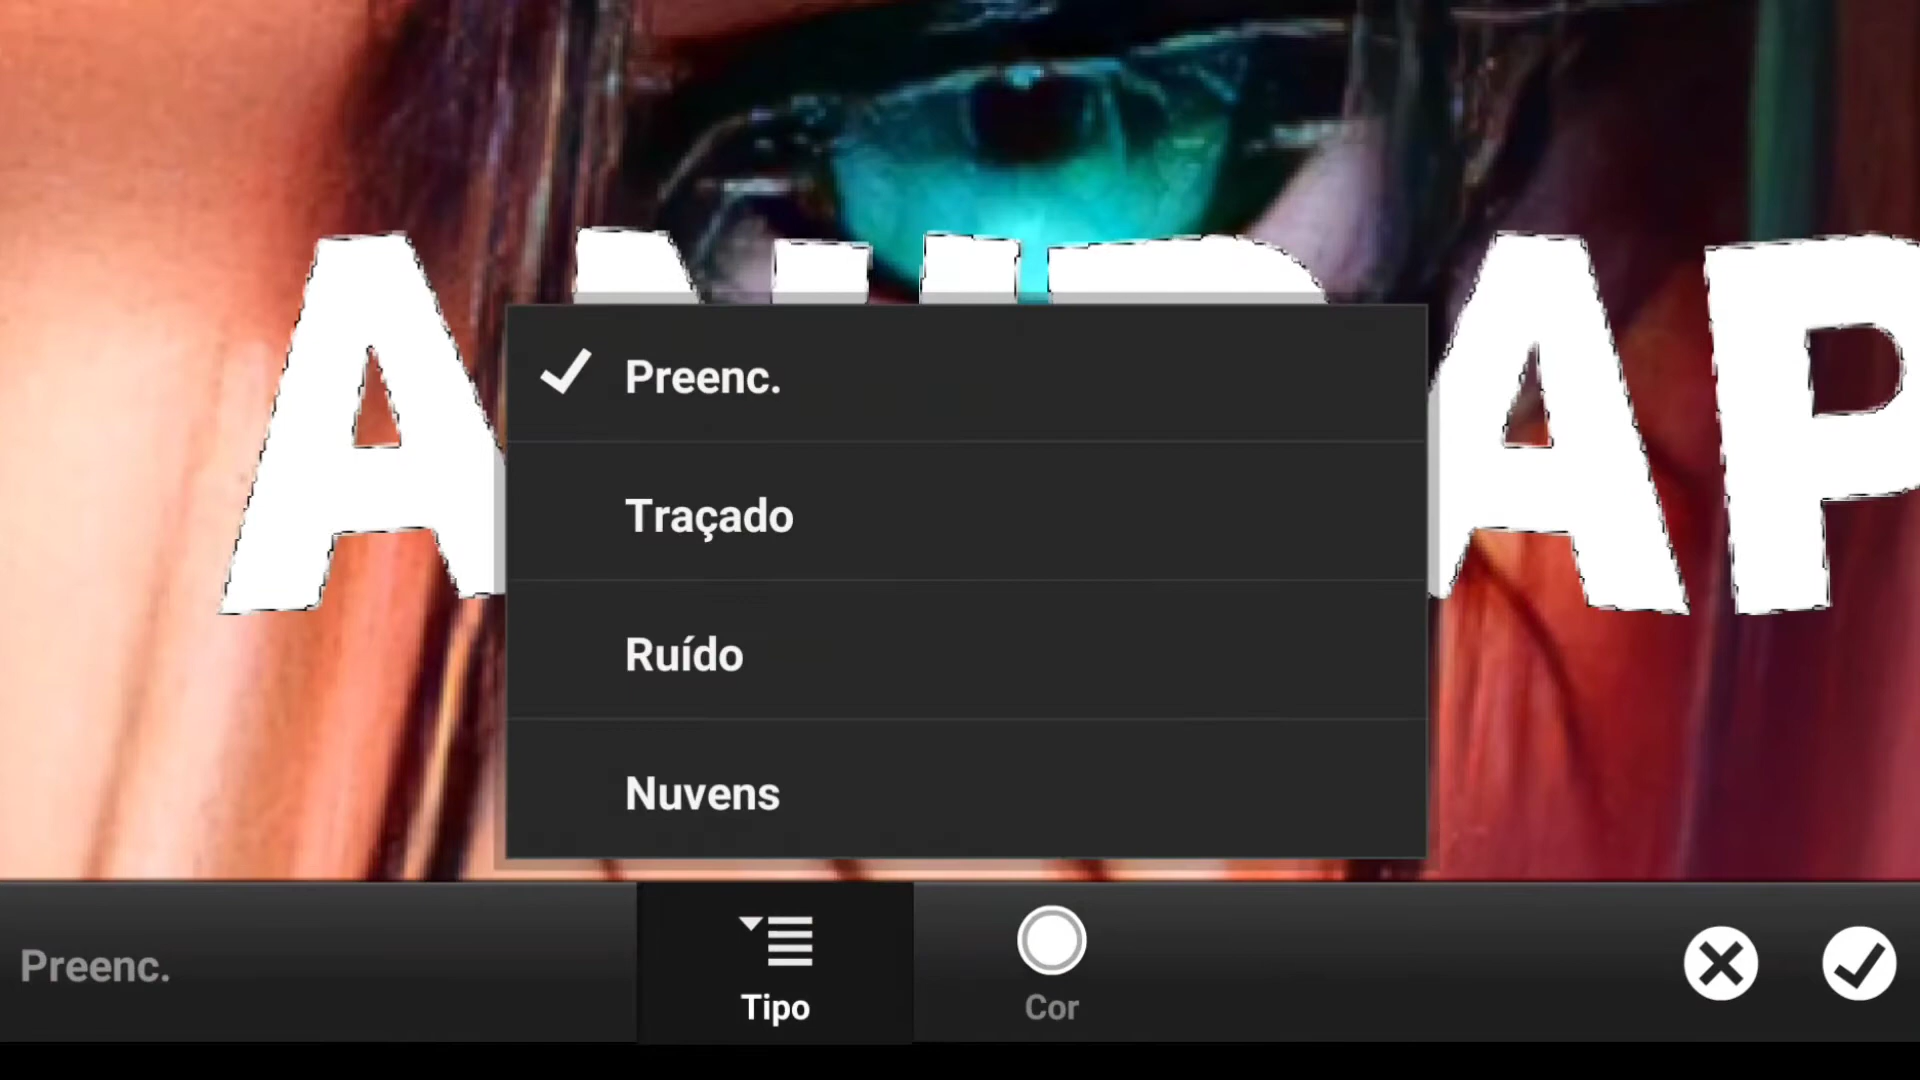 Preenc.
Traçado
Ruído
Nuvens
Preenc.
Tipo
Cor